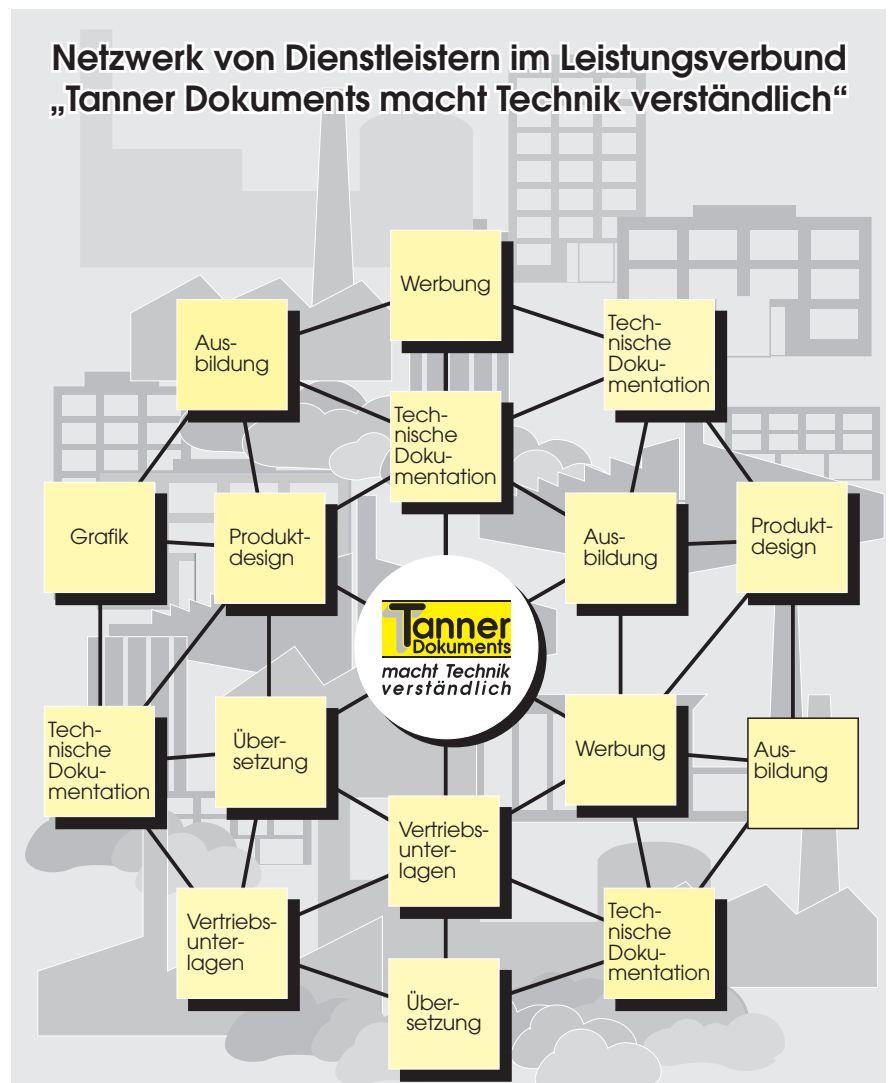 Netzwerk von Dienstleistern im Leistungsverbund
„Tanner Dokuments macht Technik verständlich“
Werbung
Aus-
bildung
Tech-
nische
Doku-
mentation
Tech-
nische
Doku-
mentation
Grafik
Produkt-
design
Aus-
bildung
Produkt-
design
Tanner
Dokuments
macht Technik
verständlich
Tech-
nische
Doku-
mentation
Über-
setzung
Werbung
Aus-
bildung
Vertriebs-
unter-
lagen
Vertriebs-
unter-
lagen
Tech-
nische
Doku-
mentation
Über-
setzung